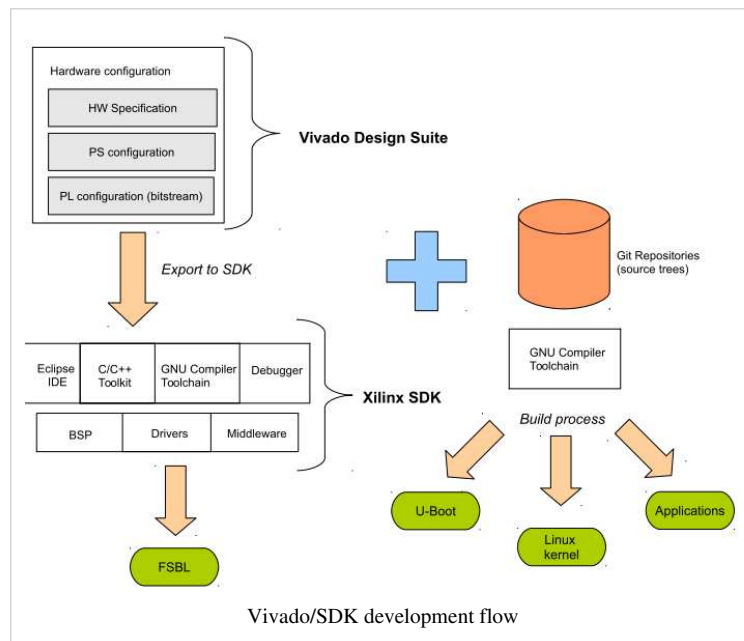 Hardware configuration
HW Specification
PS configuration
PL configuration (bitstream)
Vivado Design Suite
Export to SDK
Git Repositories
(source trees)
Eclipse
IDE
C/C++
Toolkit
GNU Compiler
Toolchain
Debugger
BSP
Drivers
Middleware
Xilinx SDK
GNU Compiler
Toolchain
Build process
FSBL
U-Boot
Linux
kernel
Applications
Vivado/SDK development flow